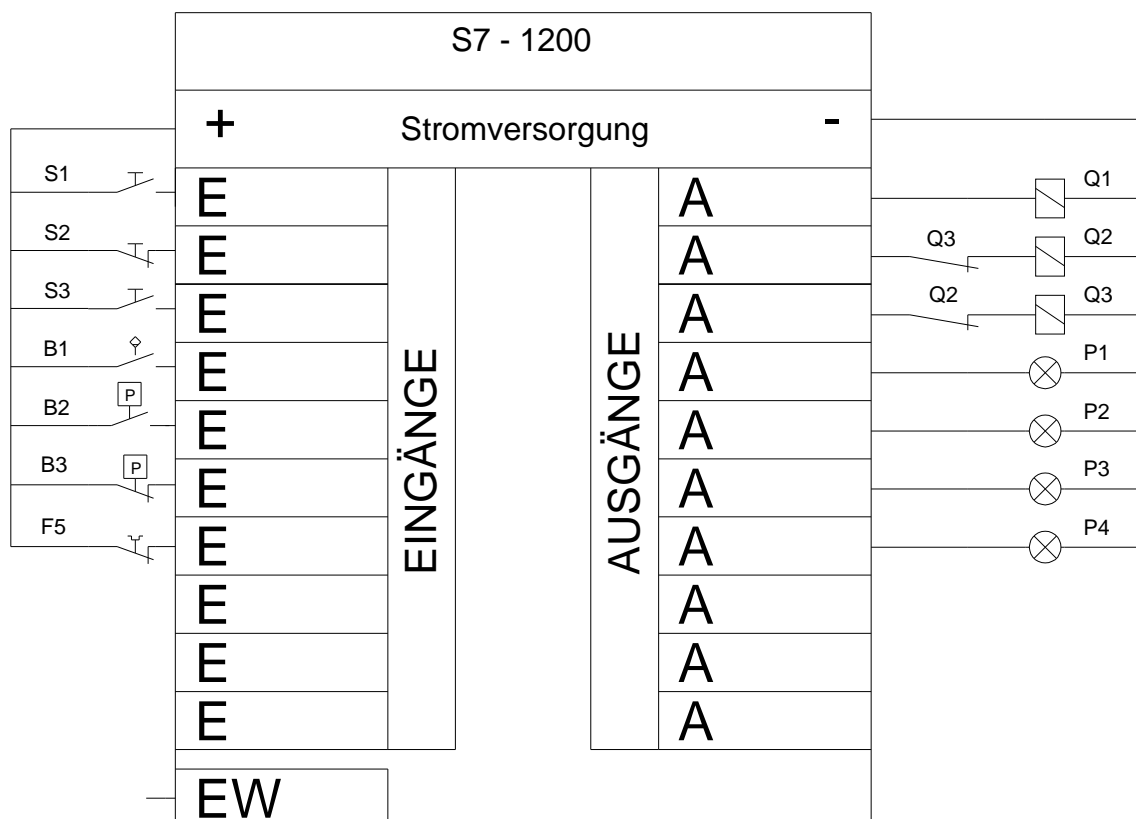 S7 - 1200
+ Stromversorgung -
S1 E A Q1
S2 E A Q3 Q2
S3 E A Q2 Q3
B1 E A P1
B2 P E A P2
B3 P E A P3
F5 E A P4
E A
E A
E A
EINGÄNGE
AUSGÄNGE
EW